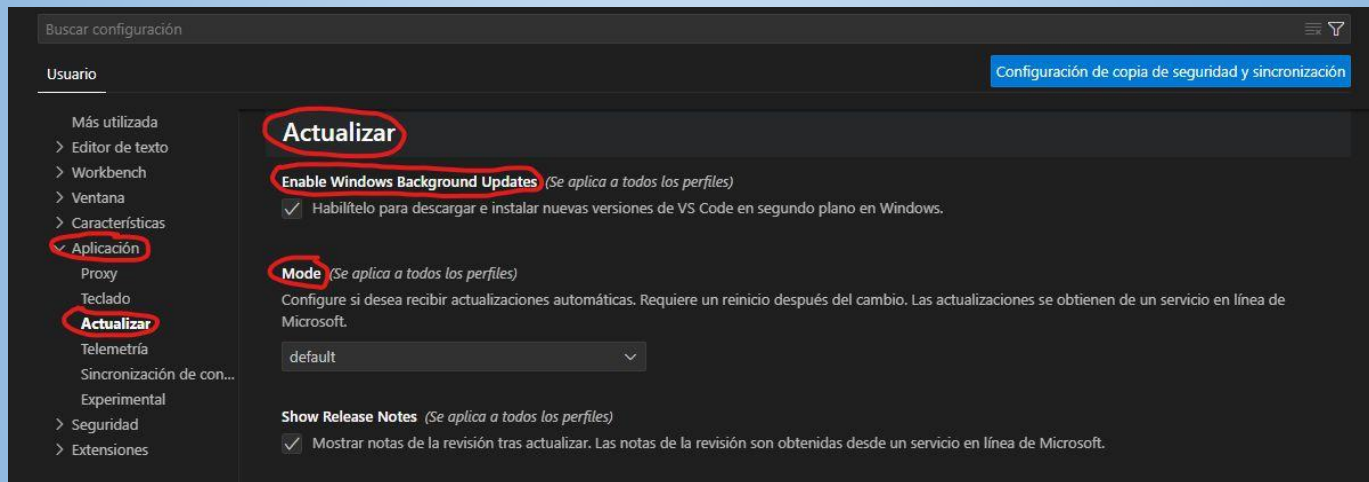 Buscar configuración
Usuario
Configuración de copia de seguridad y sincronización
Más utilizada
Editor de texto
Workbench
Ventana
Características
Aplicación
Proxy
Teclado
Actualizar
Telemetría
Sincronización de con...
Experimental
Seguridad
Extensiones
Actualizar
Enable Windows Background Updates (Se aplica a todos los perfiles)
Habilítelo para descargar e instalar nuevas versiones de VS Code en segundo plano en Windows.
Mode (Se aplica a todos los perfiles)
Configure si desea recibir actualizaciones automáticas. Requiere un reinicio después del cambio. Las actualizaciones se obtienen de un servicio en línea de
Microsoft.
default
Show Release Notes (Se aplica a todos los perfiles)
Mostrar notas de la revisión tras actualizar. Las notas de la revisión son obtenidas desde un servicio en línea de Microsoft.